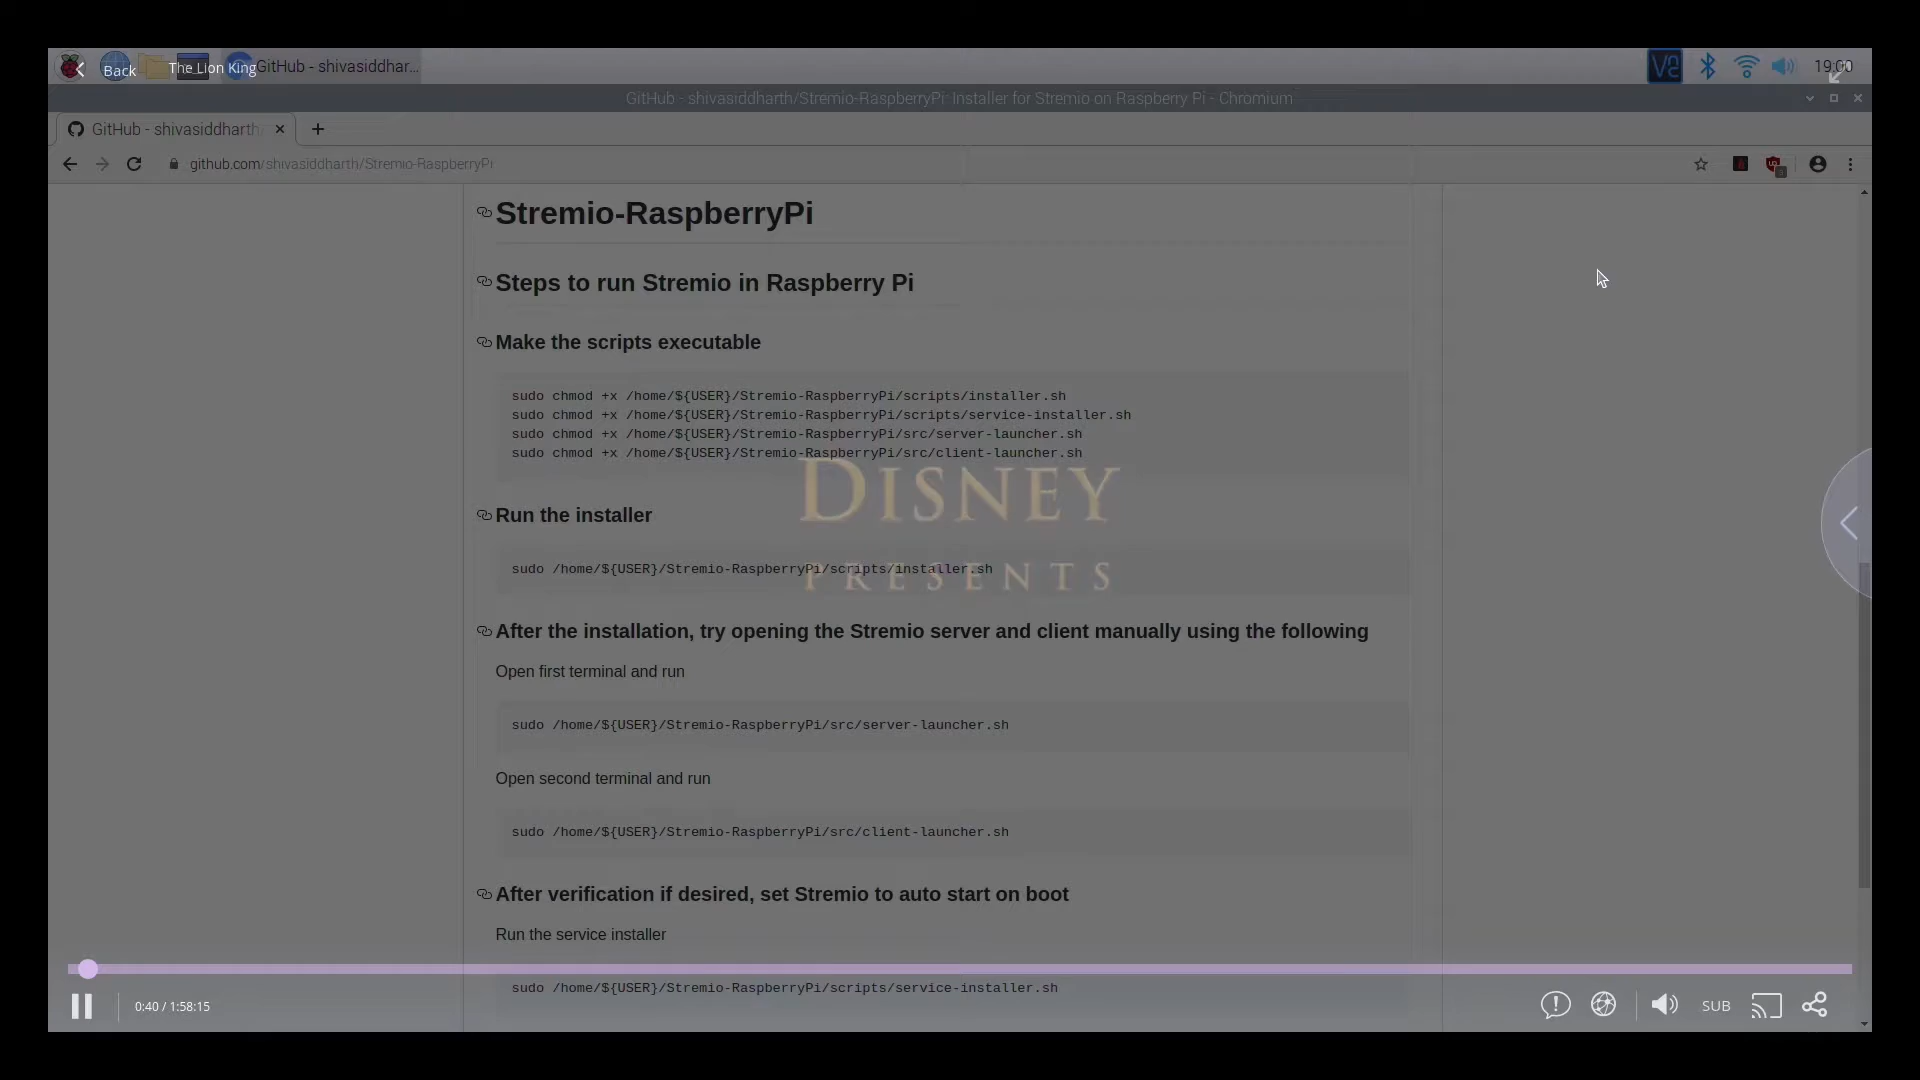 Back
The Lion King
GitHub - shivasiddhar...
19:00
GitHub - shivasiddharth/Stremio-RaspberryPi: Installer for Stremio on Raspberry Pi - Chromium
GitHub - shivasiddharth/
github.com/shivasiddharth/Stremio-RaspberryPi
Stremio-RaspberryPi
Steps to run Stremio in Raspberry Pi
Make the scripts executable
sudo chmod +x /home/${USER}/Stremio-RaspberryPi/scripts/installer.sh
sudo chmod +x /home/${USER}/Stremio-RaspberryPi/scripts/service-installer.sh
sudo chmod +x /home/${USER}/Stremio-RaspberryPi/src/server-launcher.sh
sudo chmod +x /home/${USER}/Stremio-RaspberryPi/src/client-launcher.sh
DISNEY
PRESENTS
Run the installer
sudo /home/${USER}/Stremio-RaspberryPi/scripts/installer.sh
After the installation, try opening the Stremio server and client manually using the following
Open first terminal and run
sudo /home/${USER}/Stremio-RaspberryPi/src/server-launcher.sh
Open second terminal and run
sudo /home/${USER}/Stremio-RaspberryPi/src/client-launcher.sh
After verification if desired, set Stremio to auto start on boot
Run the service installer
sudo /home/${USER}/Stremio-RaspberryPi/scripts/service-installer.sh
0:40 / 1:58:15
SUB